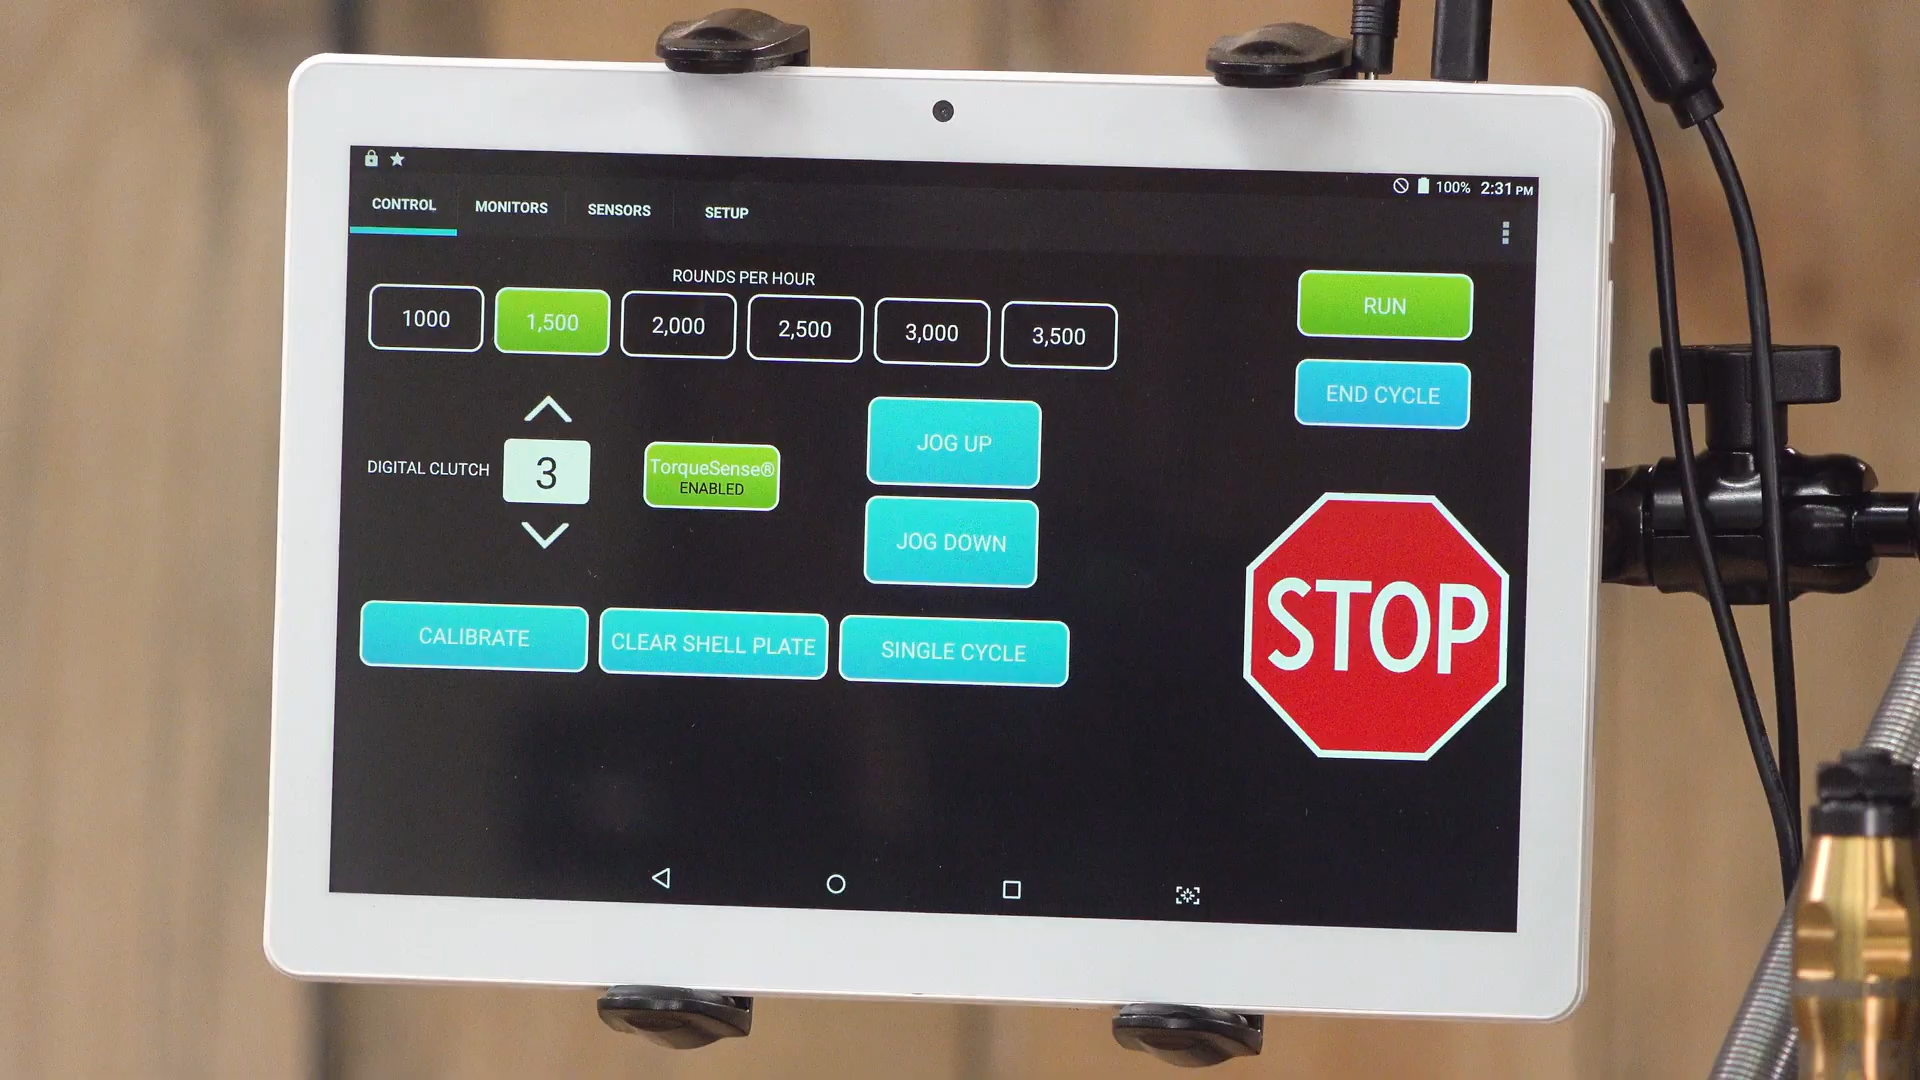 100% 2:31 PM
CONTROL MONITORS SENSORS SETUP
ROUNDS PER HOUR
1000 1,500 2,000 2,500 3,000 3,500
RUN
END CYCLE
DIGITAL CLUTCH 3
TorqueSense®
ENABLED
JOG UP
JOG DOWN
STOP
CALIBRATE CLEAR SHELL PLATE SINGLE CYCLE